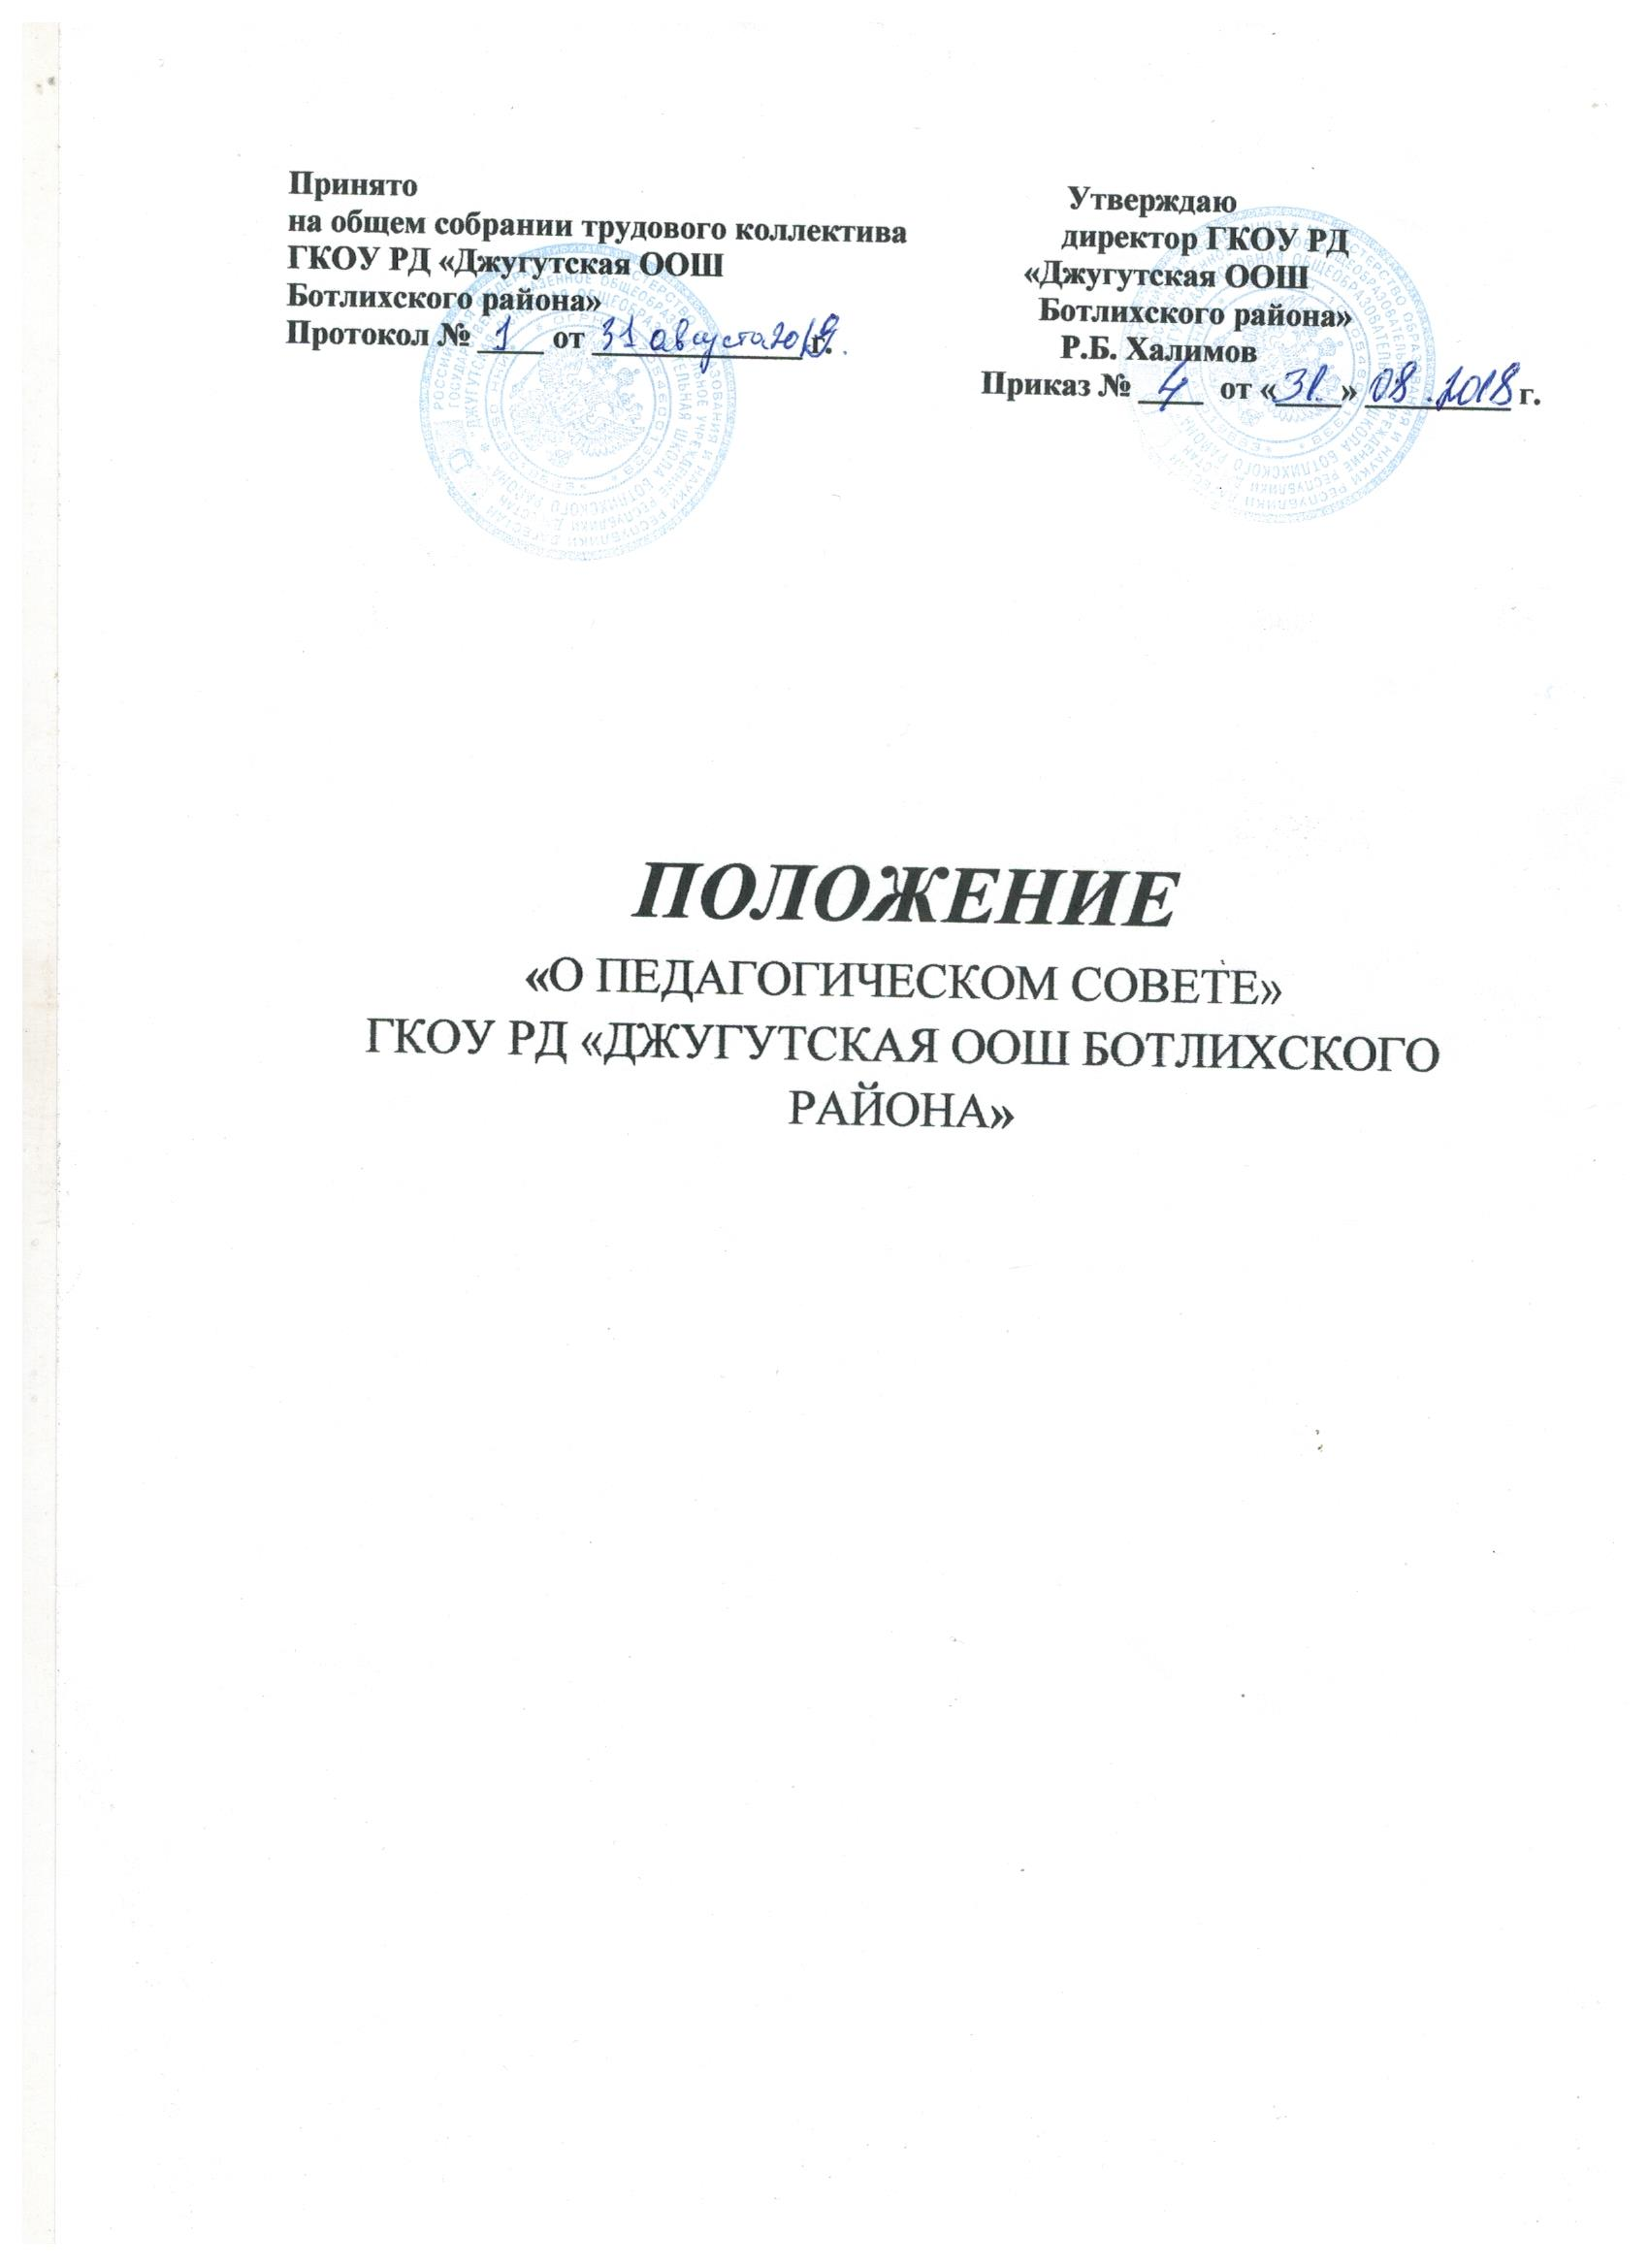 Принято
на общем собрании трудового коллектива
ГКОУ РД «Джугутская ООШ
Ботлихского района»
Протокол № 1 от 31 августа г.
Утверждаю
директор ГКОУ РД
«Джугутская ООШ
Ботлихского района»
Р.Б. Халимов
Приказ № 4 от «31» 08.2018 г.
ПОЛОЖЕНИЕ
«О ПЕДАГОГИЧЕСКОМ СОВЕТЕ»
ГКОУ РД «ДЖУГУТСКАЯ ООШ БОТЛИХСКОГО
РАЙОНА»